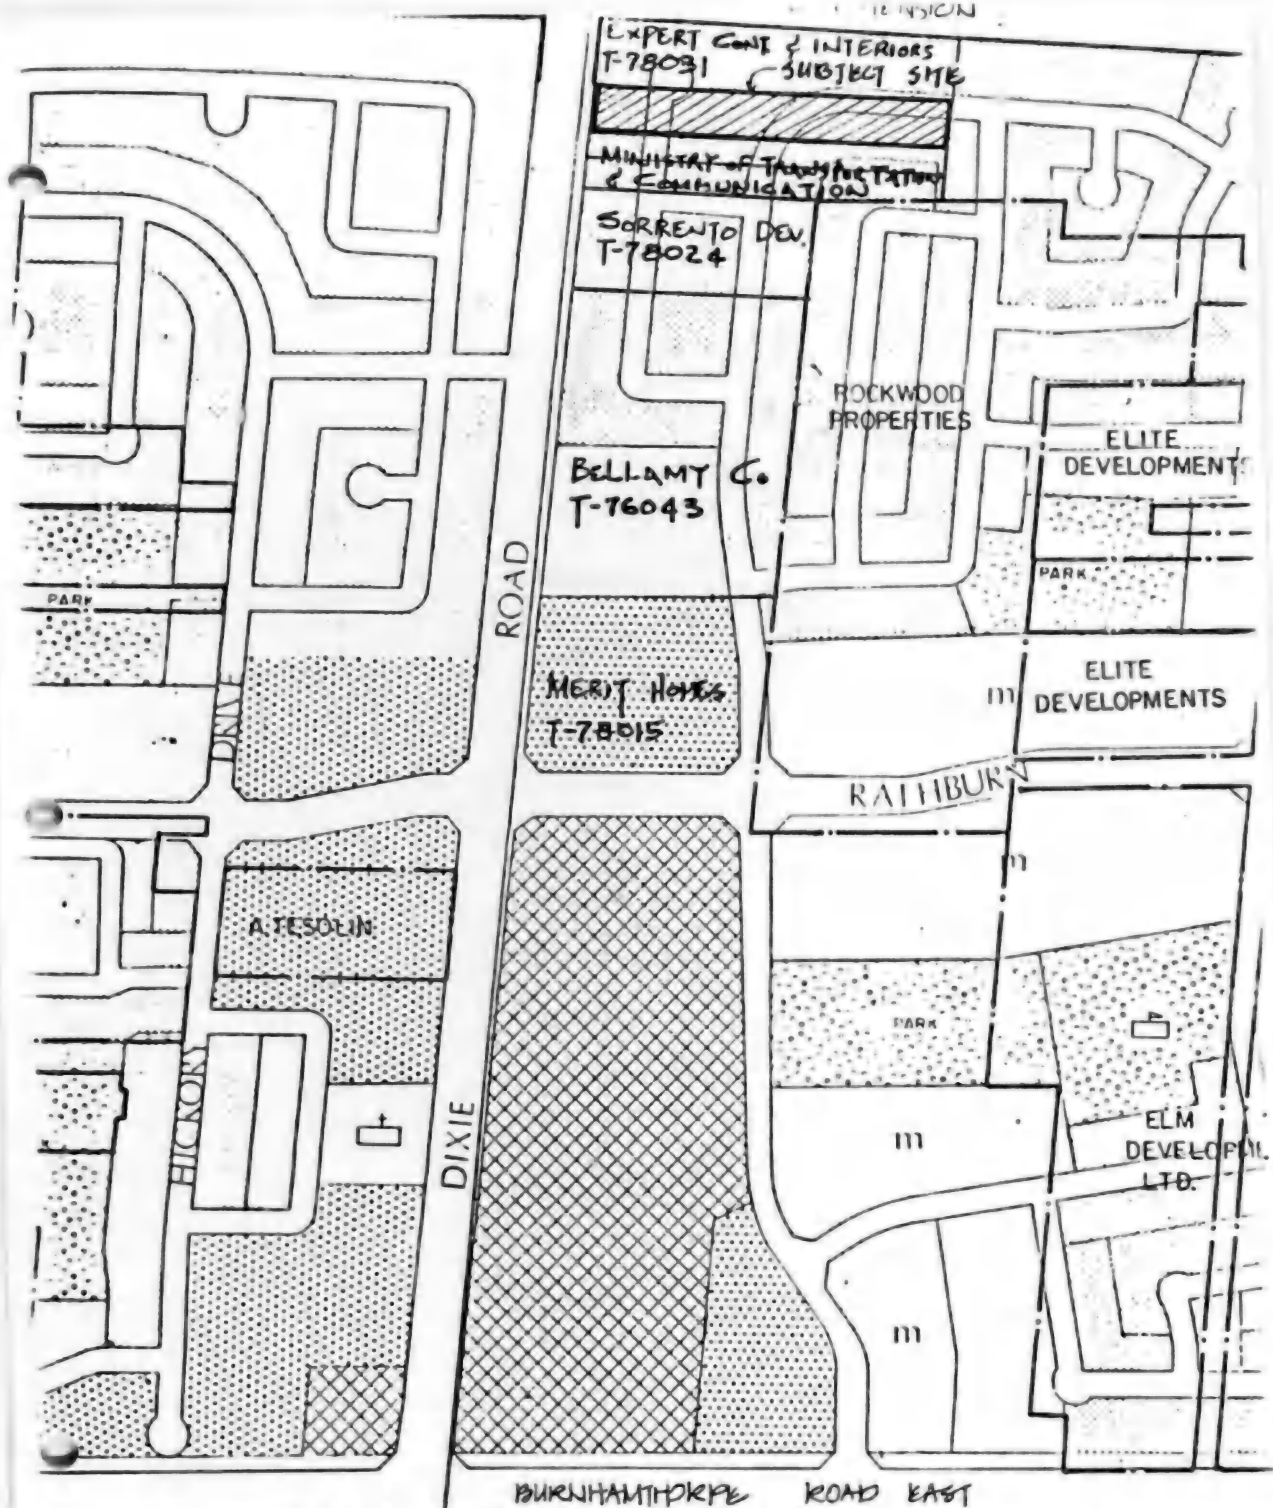 EXPERT CONT & INTERIORS
T-78031
SUBJECT SITE
MINISTRY OF TRANSPORTATION
& COMMUNICATION
SORRENTO DEV.
T-78024
ROCKWOOD
PROPERTIES
ELITE
DEVELOPMENTS
BELLAMY C.
T-76043
ROAD
PARK
PARK
MERIT HOMES
T-78015
m
ELITE
DEVELOPMENTS
DRIVE
RATHBURN
m
A. TESOLIN
PARK
HICKORY
DIXIE
m
ELM
LTD.
m
BURNHAMTHORPE ROAD EAST